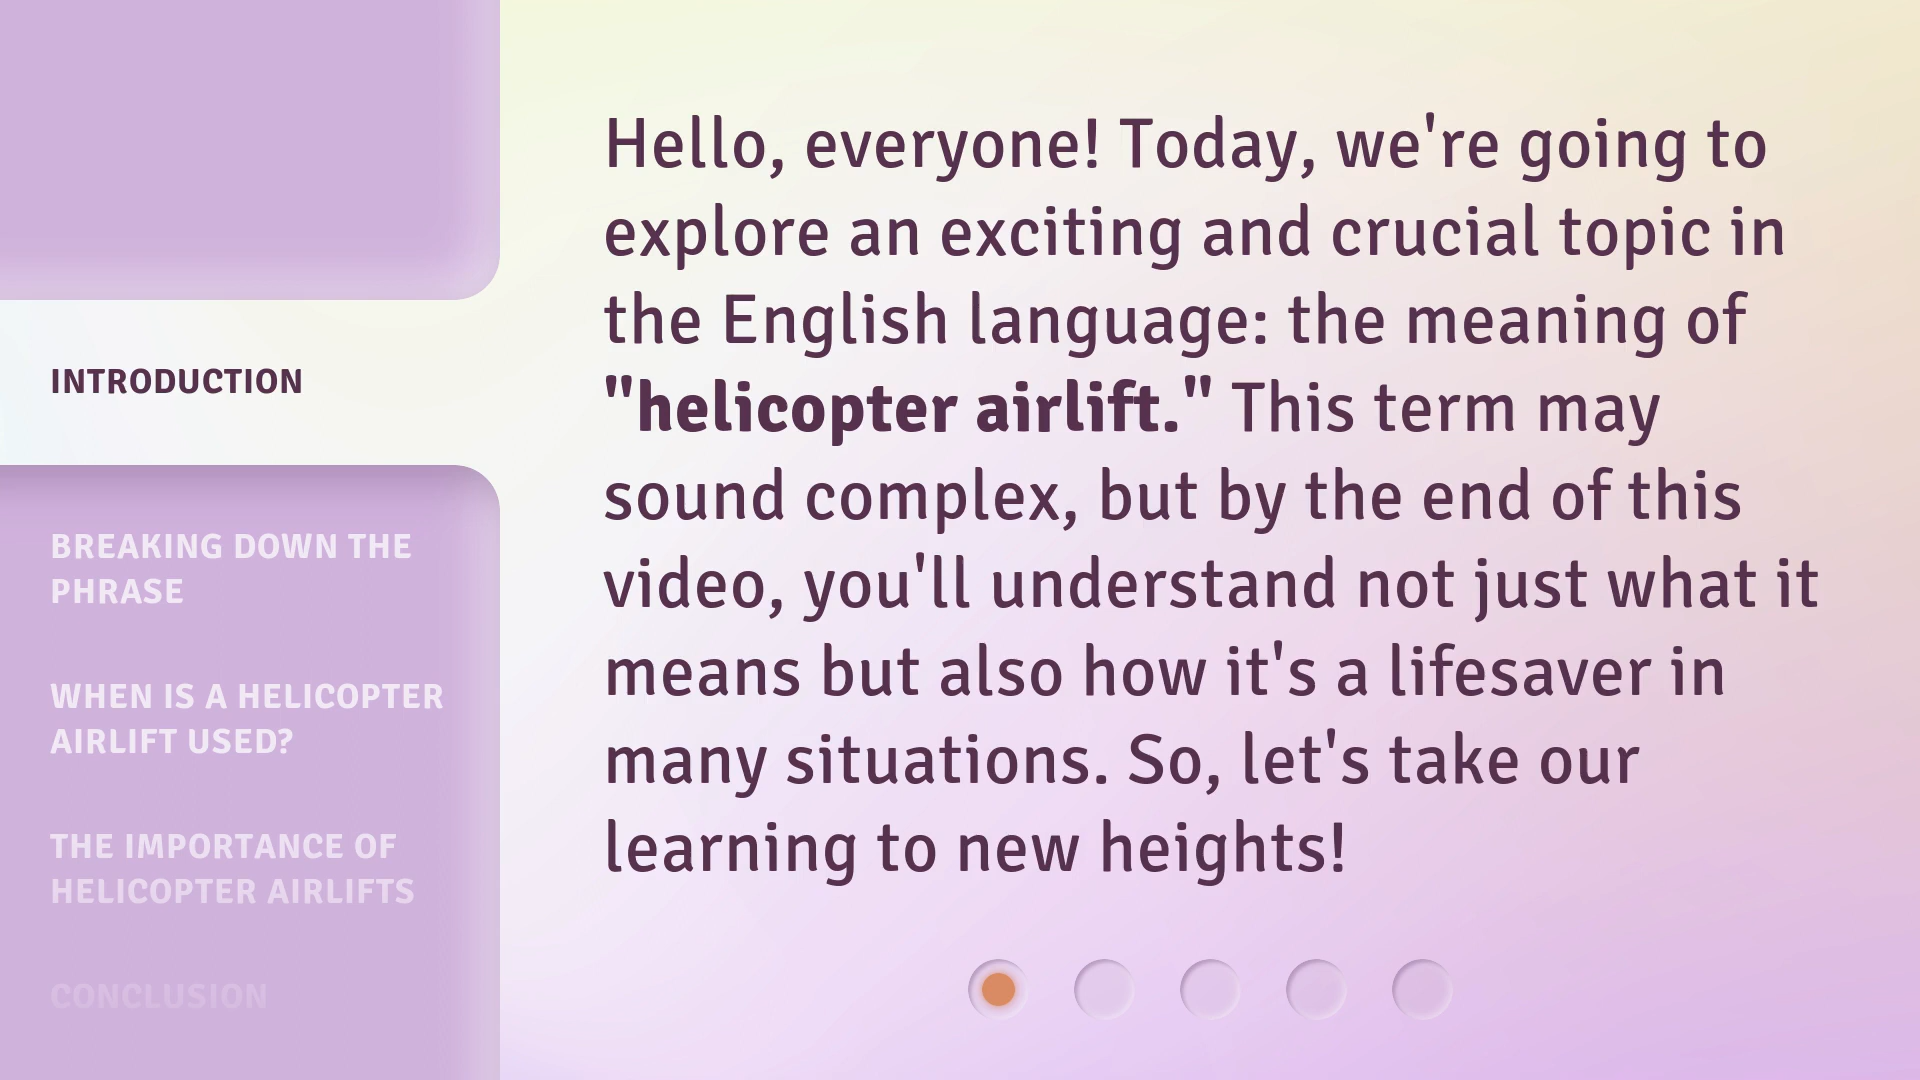 INTRODUCTION
BREAKING DOWN THE
PHRASE
WHEN IS A HELICOPTER
AIRLIFT USED?
THE IMPORTANCE OF
HELICOPTER AIRLIFTS
CONCLUSION
Hello, everyone! Today, we're going to
explore an exciting and crucial topic in
the English language: the meaning of
"helicopter airlift." This term may
sound complex, but by the end of this
video, you'll understand not just what it
means but also how it's a lifesaver in
many situations. So, let's take our
learning to new heights!